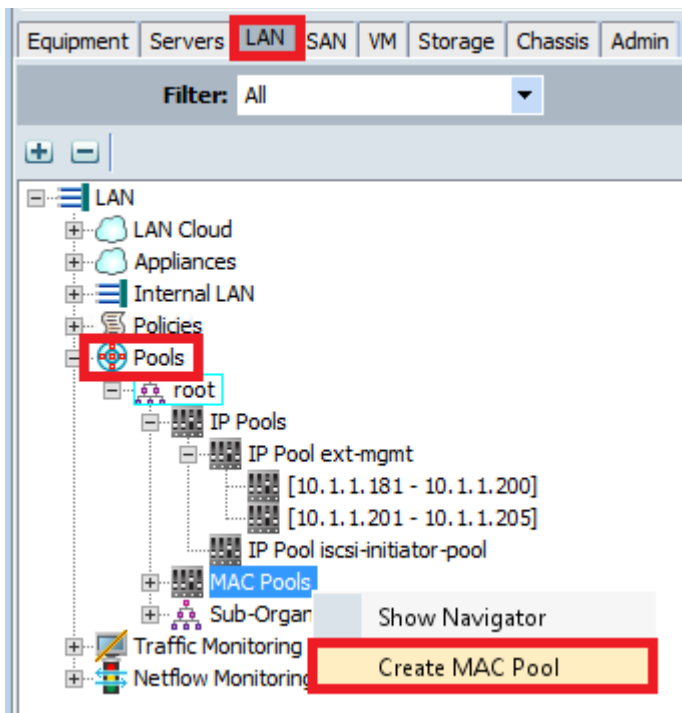 Equipment Servers LAN SAN VM Storage Chassis Admin
Filter: All
LAN
LAN Cloud
Appliances
Internal LAN
Policies
Pools
root
IP Pools
IP Pool ext-mgmt
[10.1.1.181 - 10.1.1.200]
[10.1.1.201 - 10.1.1.205]
IP Pool iscsi-initiator-pool
MAC Pools
Sub-Organ
Show Navigator
Traffic Monitoring
Create MAC Pool
Netflow Monitoring